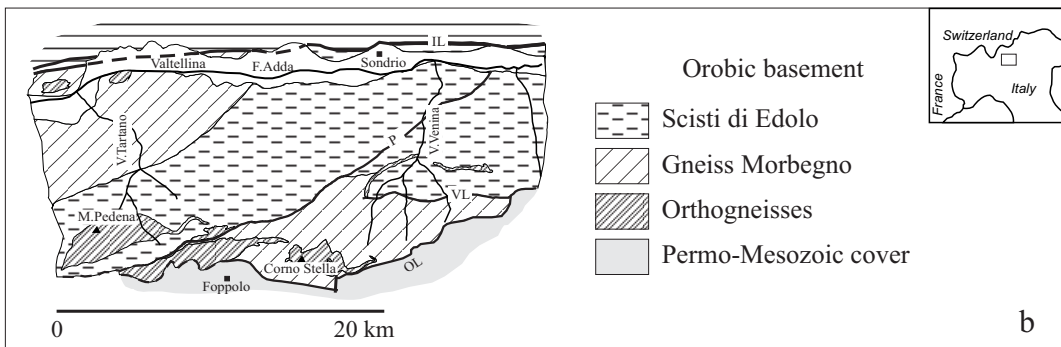 IL
Valtellina
F.Adda
Sondrio
V.Tartano
V.Venina
P
VL
M.Pedena
Corno Stella
OL
Foppolo
0 20 km
Orobic basement
Scisti di Edolo
Gneiss Morbegno
Orthogneisses
Permo-Mesozoic cover
Switzerland
France
Italy
b